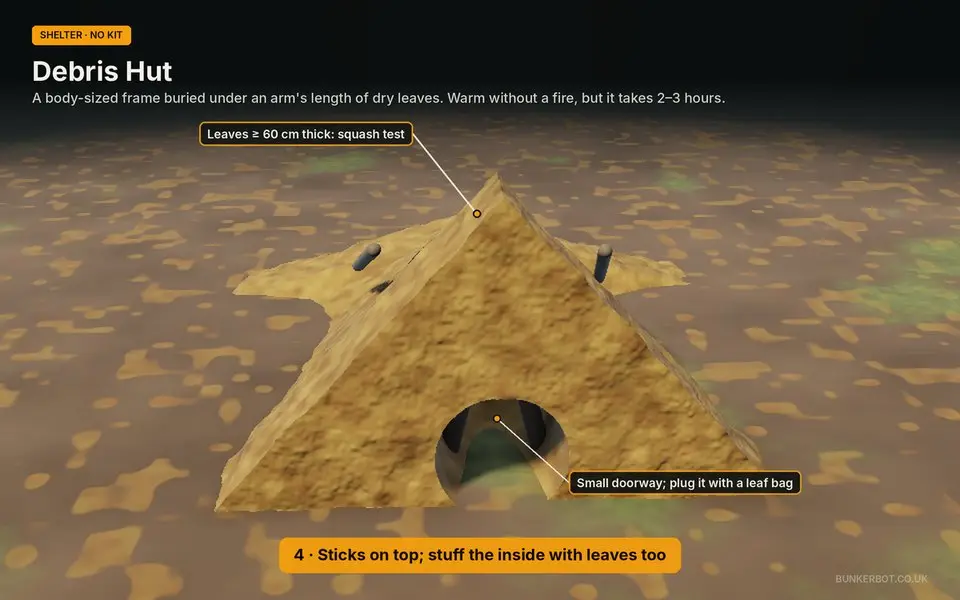 SHELTER · NO KIT
Debris Hut
A body-sized frame buried under an arm's length of dry leaves. Warm without a fire, but it takes 2–3 hours.
Leaves ≥ 60 cm thick: squash test
Small doorway; plug it with a leaf bag
4 · Sticks on top; stuff the inside with leaves too
BUNKERBOT.CO.UK